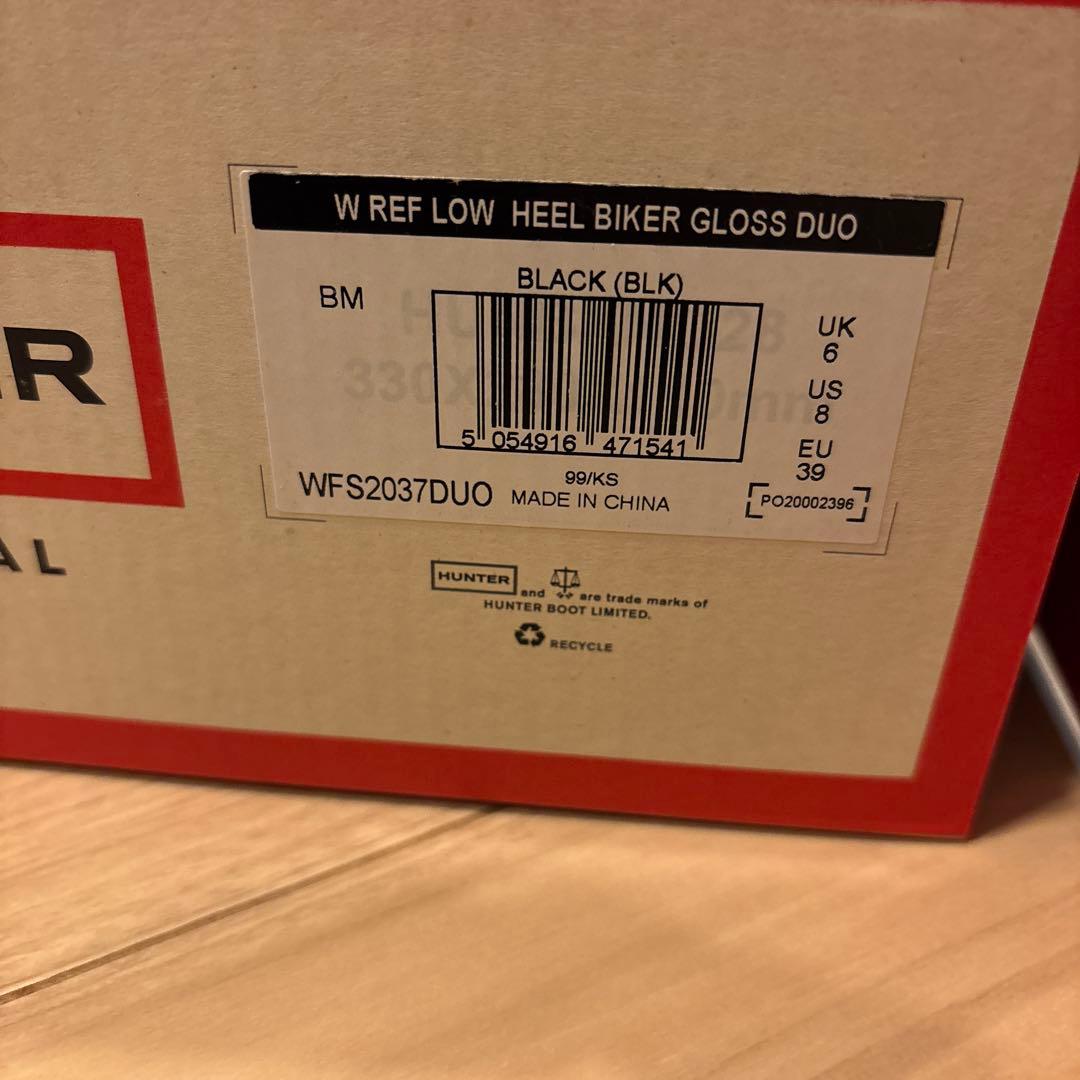 W REF LOW HEEL BIKER GLOSS DUO
BLACK (BLK)
BM
UK
6
US
8
EU
39
5 054916 471541
99/KS
WFS2037DUO MADE IN CHINA
PO20002396
ER
AL
HUNTER and are trade marks of
HUNTER BOOT LIMITED.
RECYCLE